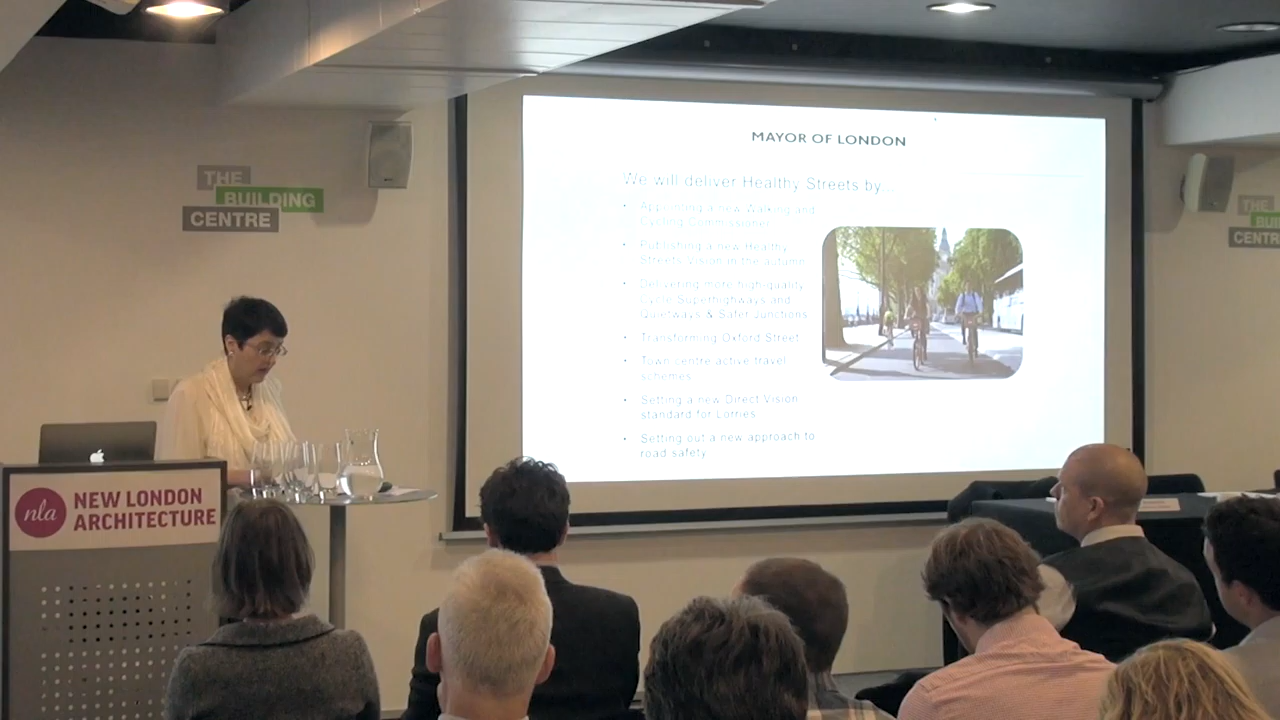 THE
BUILDING
CENTRE
MAYOR OF LONDON
We will deliver Healthy Streets by...
• Appointing a new Walking and
Cycling Commissioner
• Publishing a new Healthy
Streets Vision in the autumn
• Delivering more high-quality
Cycle Superhighways and
Quietways & Safer Junctions
• Transforming Oxford Street
• Town centre active travel
schemes
• Setting a new Direct Vision
standard for Lorries
• Setting out a new approach to
road safety
THE
BU
CENTR
nla
NEW LONDON
ARCHITECTURE